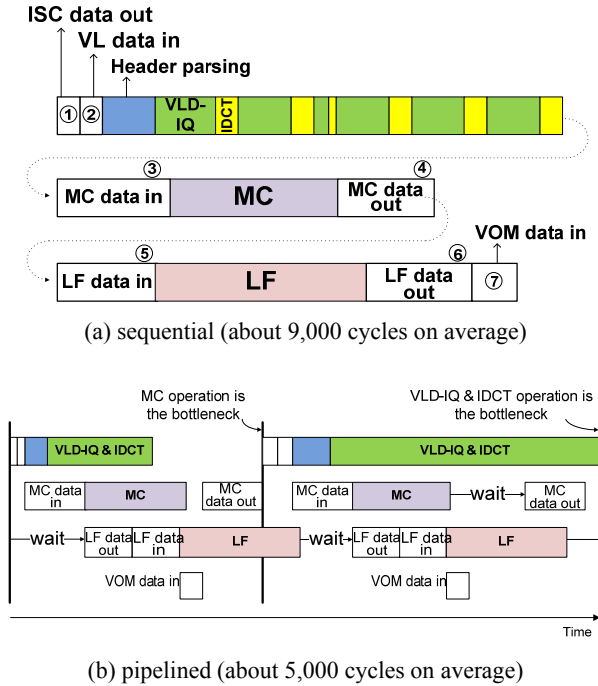 ISC data out
VL data in
Header parsing
① ② VLD-IQ IDCT
③ ④
MC data in MC MC data out
VOM data in
⑤ ⑥
LF data in LF LF data out ⑦
(a) sequential (about 9,000 cycles on average)
MC operation is the bottleneck
VLD-IQ & IDCT operation is the bottleneck
VLD-IQ & IDCT VLD-IQ & IDCT
MC data in MC MC data out MC data in MC wait MC data out
wait LF data out LF data in LF wait LF data out LF data in LF
VOM data in VOM data in
Time
(b) pipelined (about 5,000 cycles on average)